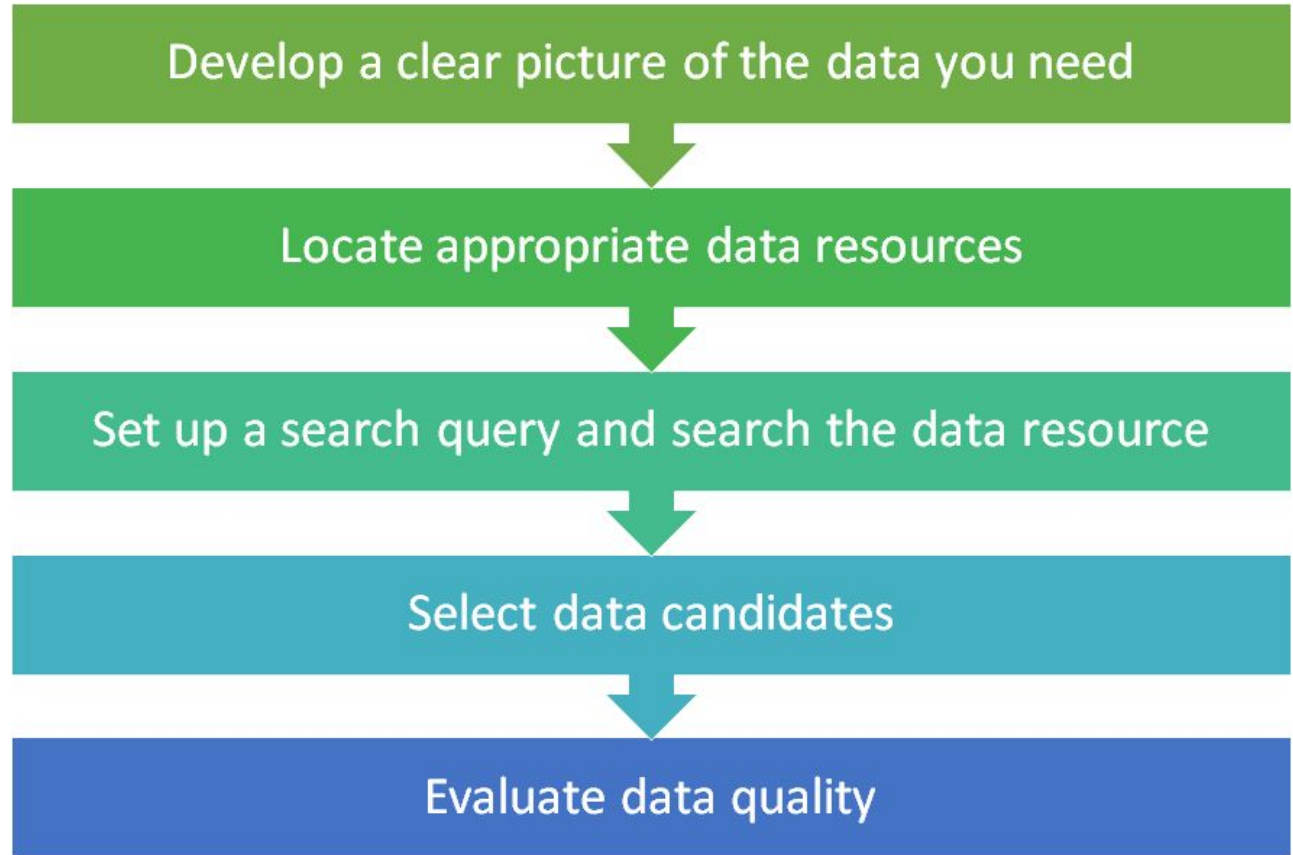 Develop a clear picture of the data you need
Locate appropriate data resources
Set up a search query and search the data resource
Select data candidates
Evaluate data quality